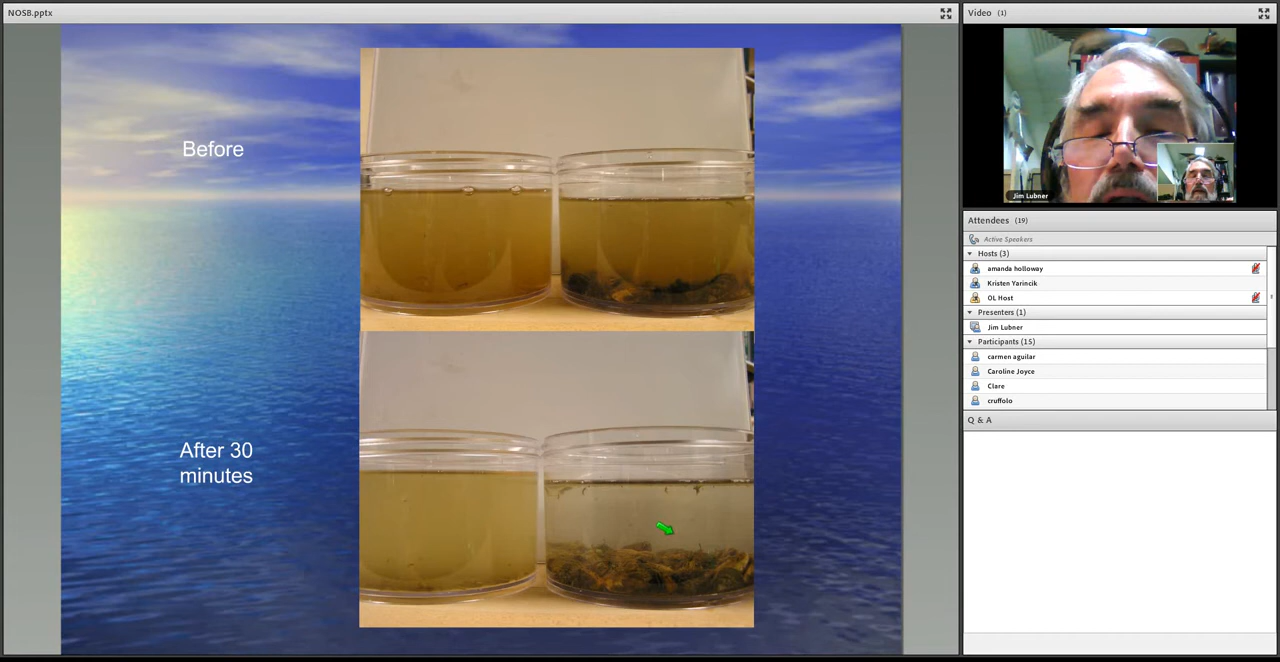 NOSB.pptx
Before
After 30
minutes
Video (1)
Jim Lubner
Attendees (19)
Active Speakers
Hosts (3)
amanda holloway
Kristen Yarincik
OL Host
Presenters (1)
Jim Lubner
Participants (15)
carmen aguilar
Caroline Joyce
Clare
cruffolo
Q & A